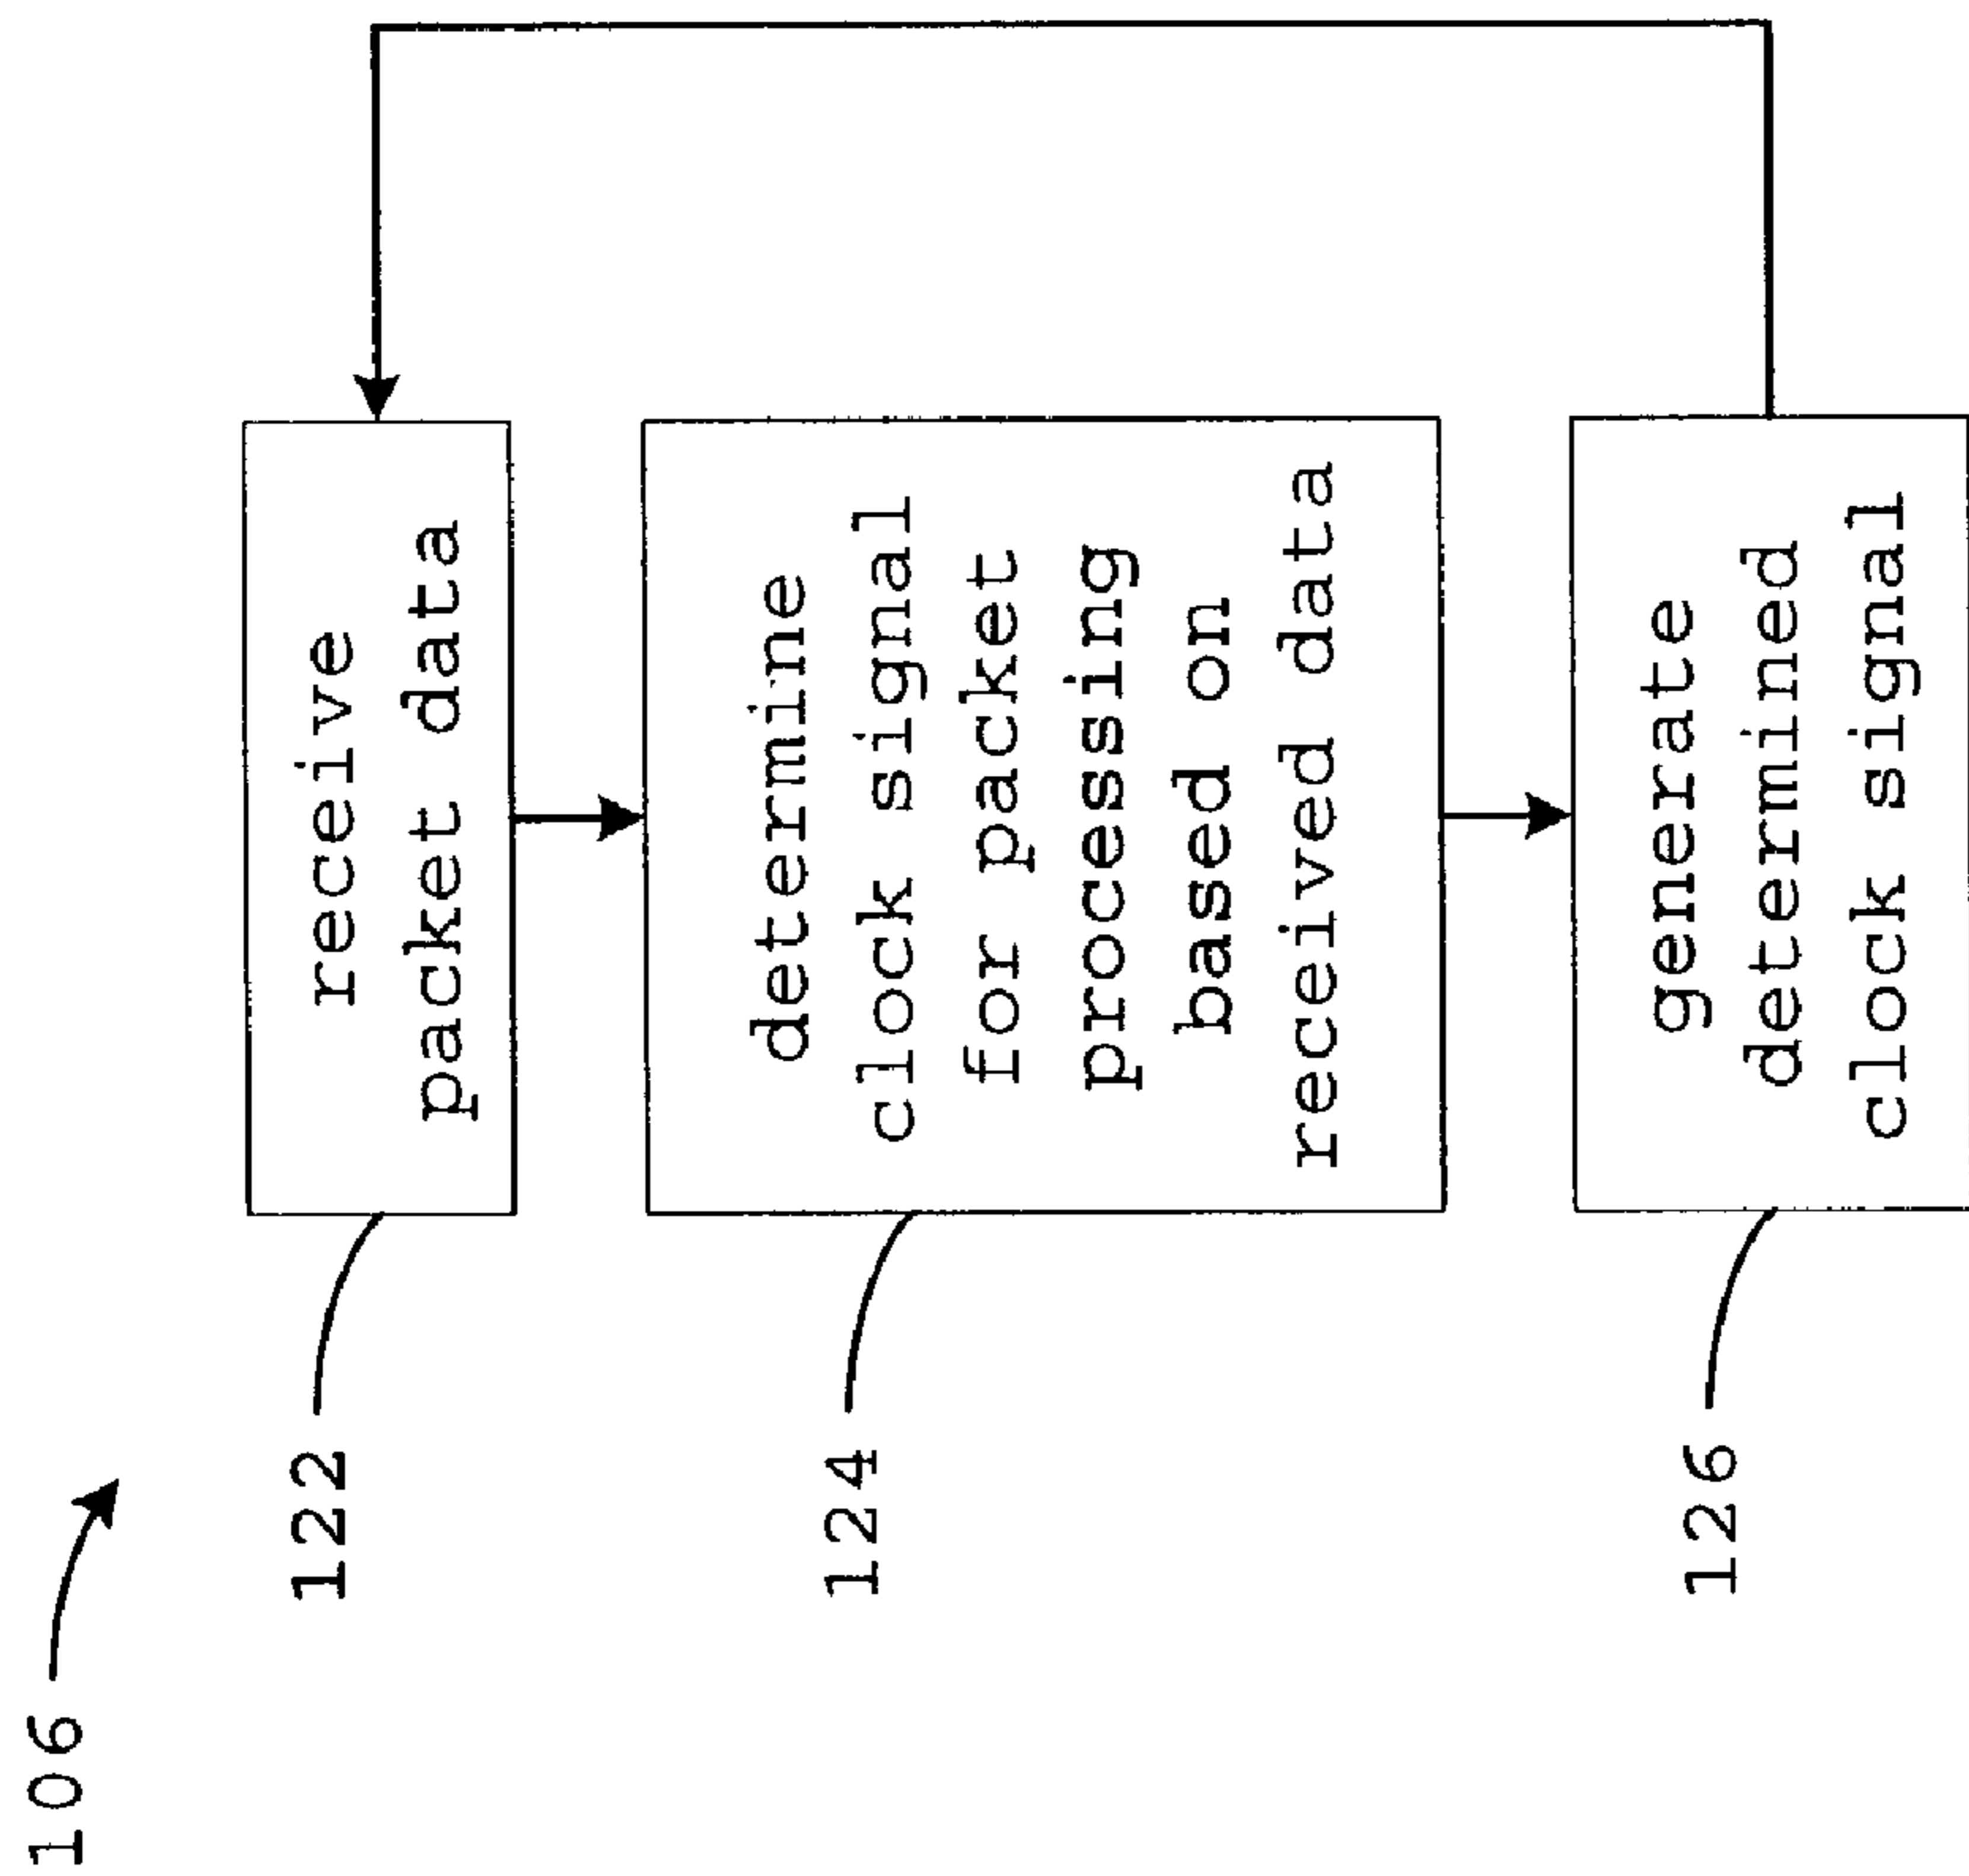 106
122
receive
packet data
124
determine
clock signal
for packet
processing
based on
received data
126
generate
determined
clock signal